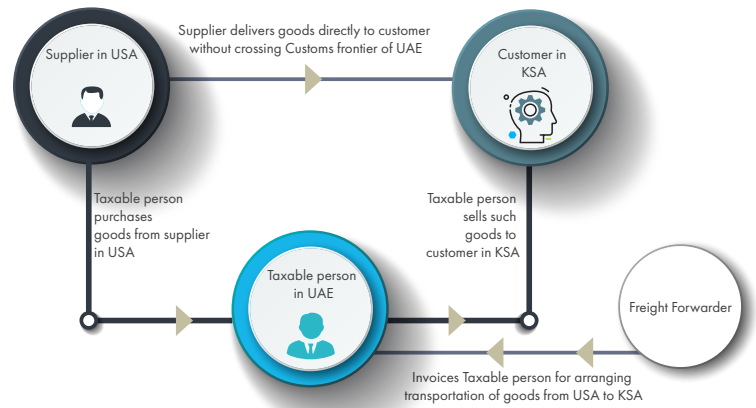 Supplier delivers goods directly to customer
without crossing Customs frontier of UAE
Supplier in USA
Customer in
KSA
Taxable person
purchases
goods from supplier
in USA
Taxable person
sells such
goods to
customer in KSA
Taxable person
in UAE
Freight Forwarder
Invoices Taxable person for arranging
transportation of goods from USA to KSA